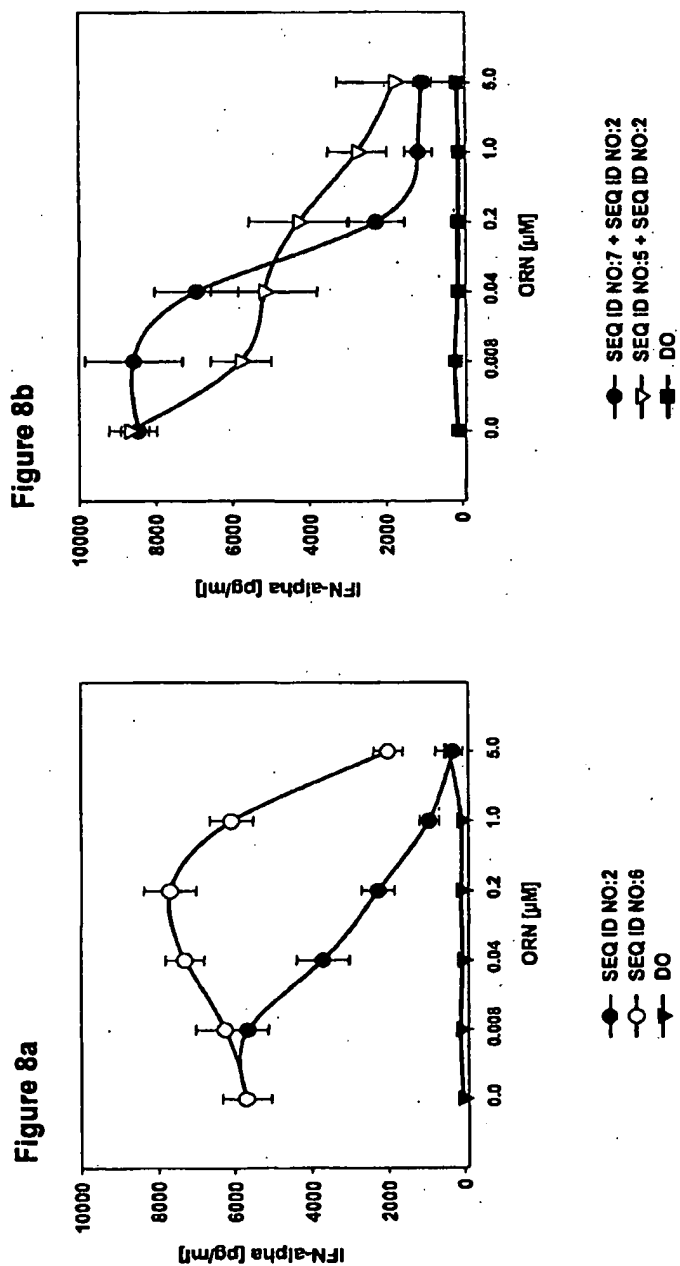 Figure 8a
IFN-alpha [pg/ml]
10000
8000
6000
4000
2000
0
0.0 0.008 0.04 0.2 1.0 5.0
ORN [µM]
SEQ ID NO:2
SEQ ID NO:6
DO
Figure 8b
IFN-alpha [pg/ml]
10000
8000
6000
4000
2000
0
0.0 0.008 0.04 0.2 1.0 5.0
ORN [µM]
SEQ ID NO:7 + SEQ ID NO:2
SEQ ID NO:5 + SEQ ID NO:2
DO